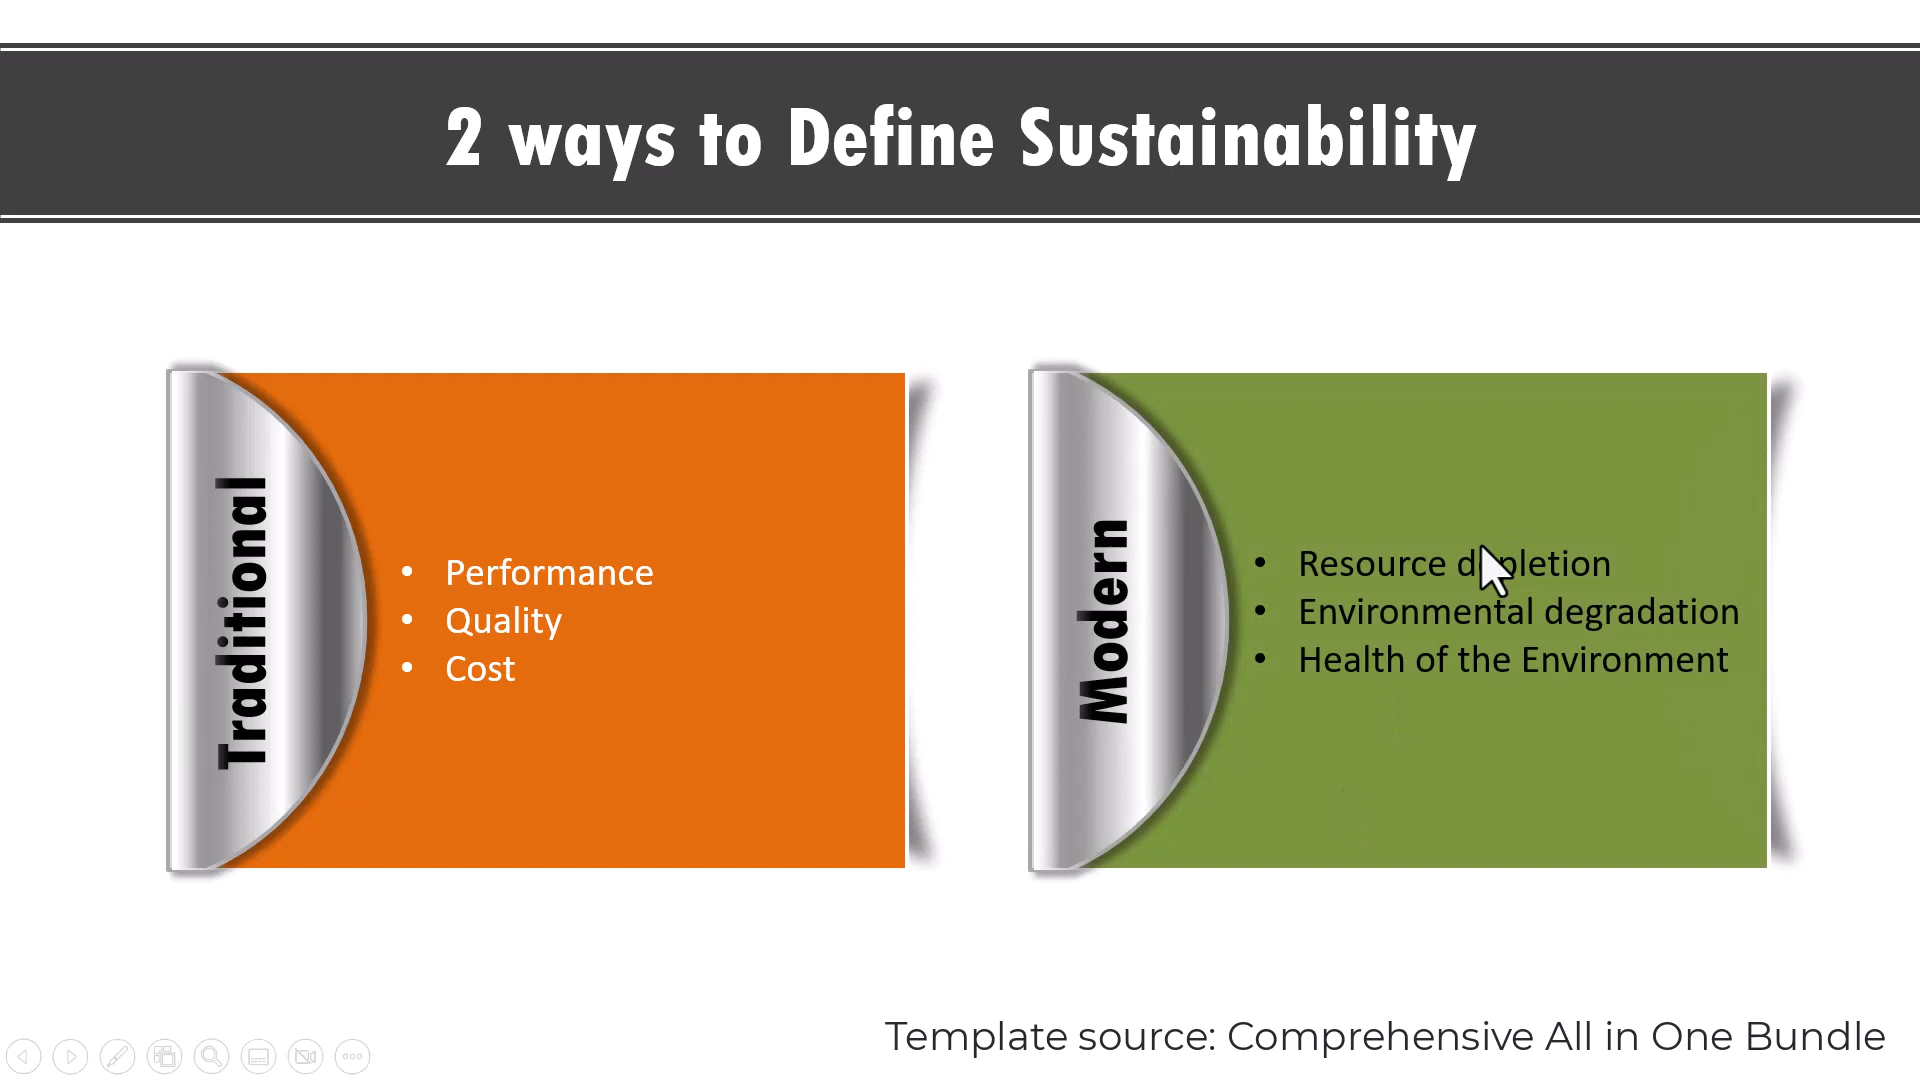 2 ways to Define Sustainability
Traditional
• Performance
• Quality
• Cost
Modern
• Resource depletion
• Environmental degradation
• Health of the Environment
Template source: Comprehensive All in One Bundle